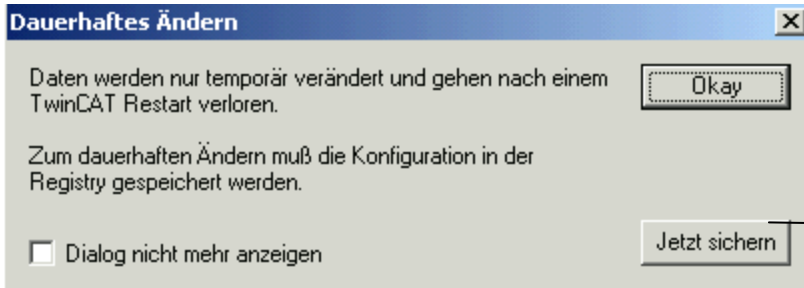 Dauerhaftes Ändern
Daten werden nur temporär verändert und gehen nach einem
TwinCAT Restart verloren.
Okay
Zum dauerhaften Ändern muß die Konfiguration in der
Registry gespeichert werden.
Dialog nicht mehr anzeigen
Jetzt sichern